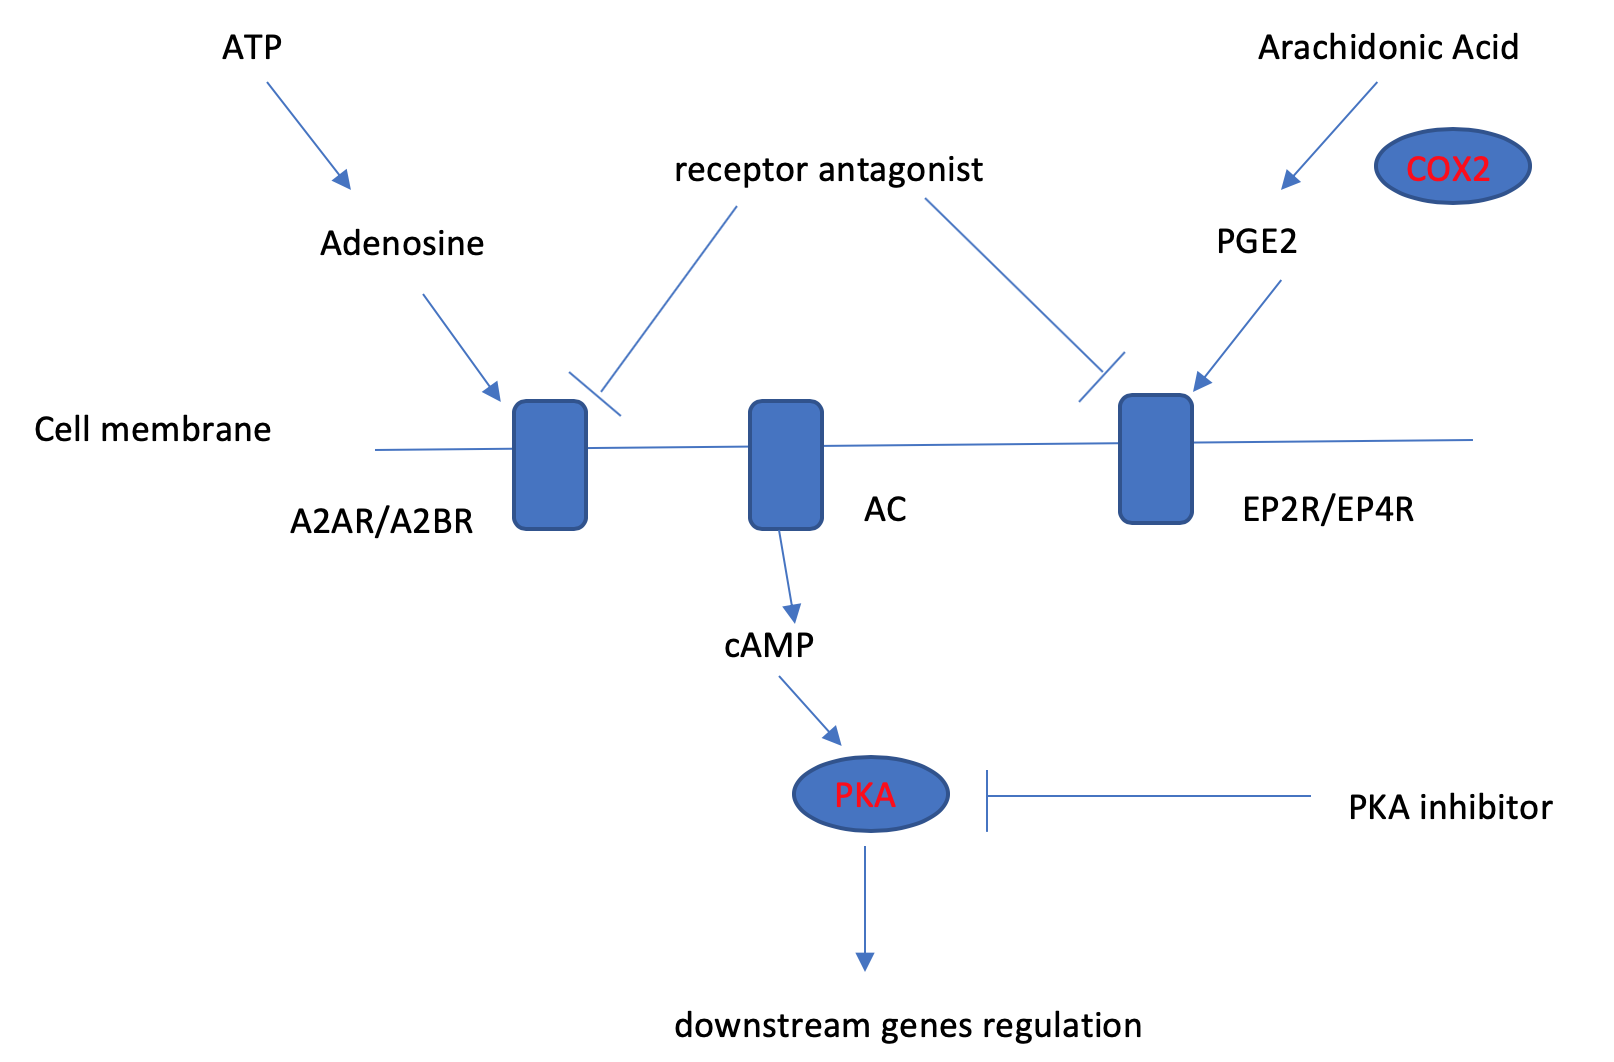 ATP
Arachidonic Acid
receptor antagonist
COX2
Adenosine
PGE2
Cell membrane
A2AR/A2BR
AC
EP2R/EP4R
cAMP
PKA
PKA inhibitor
downstream genes regulation